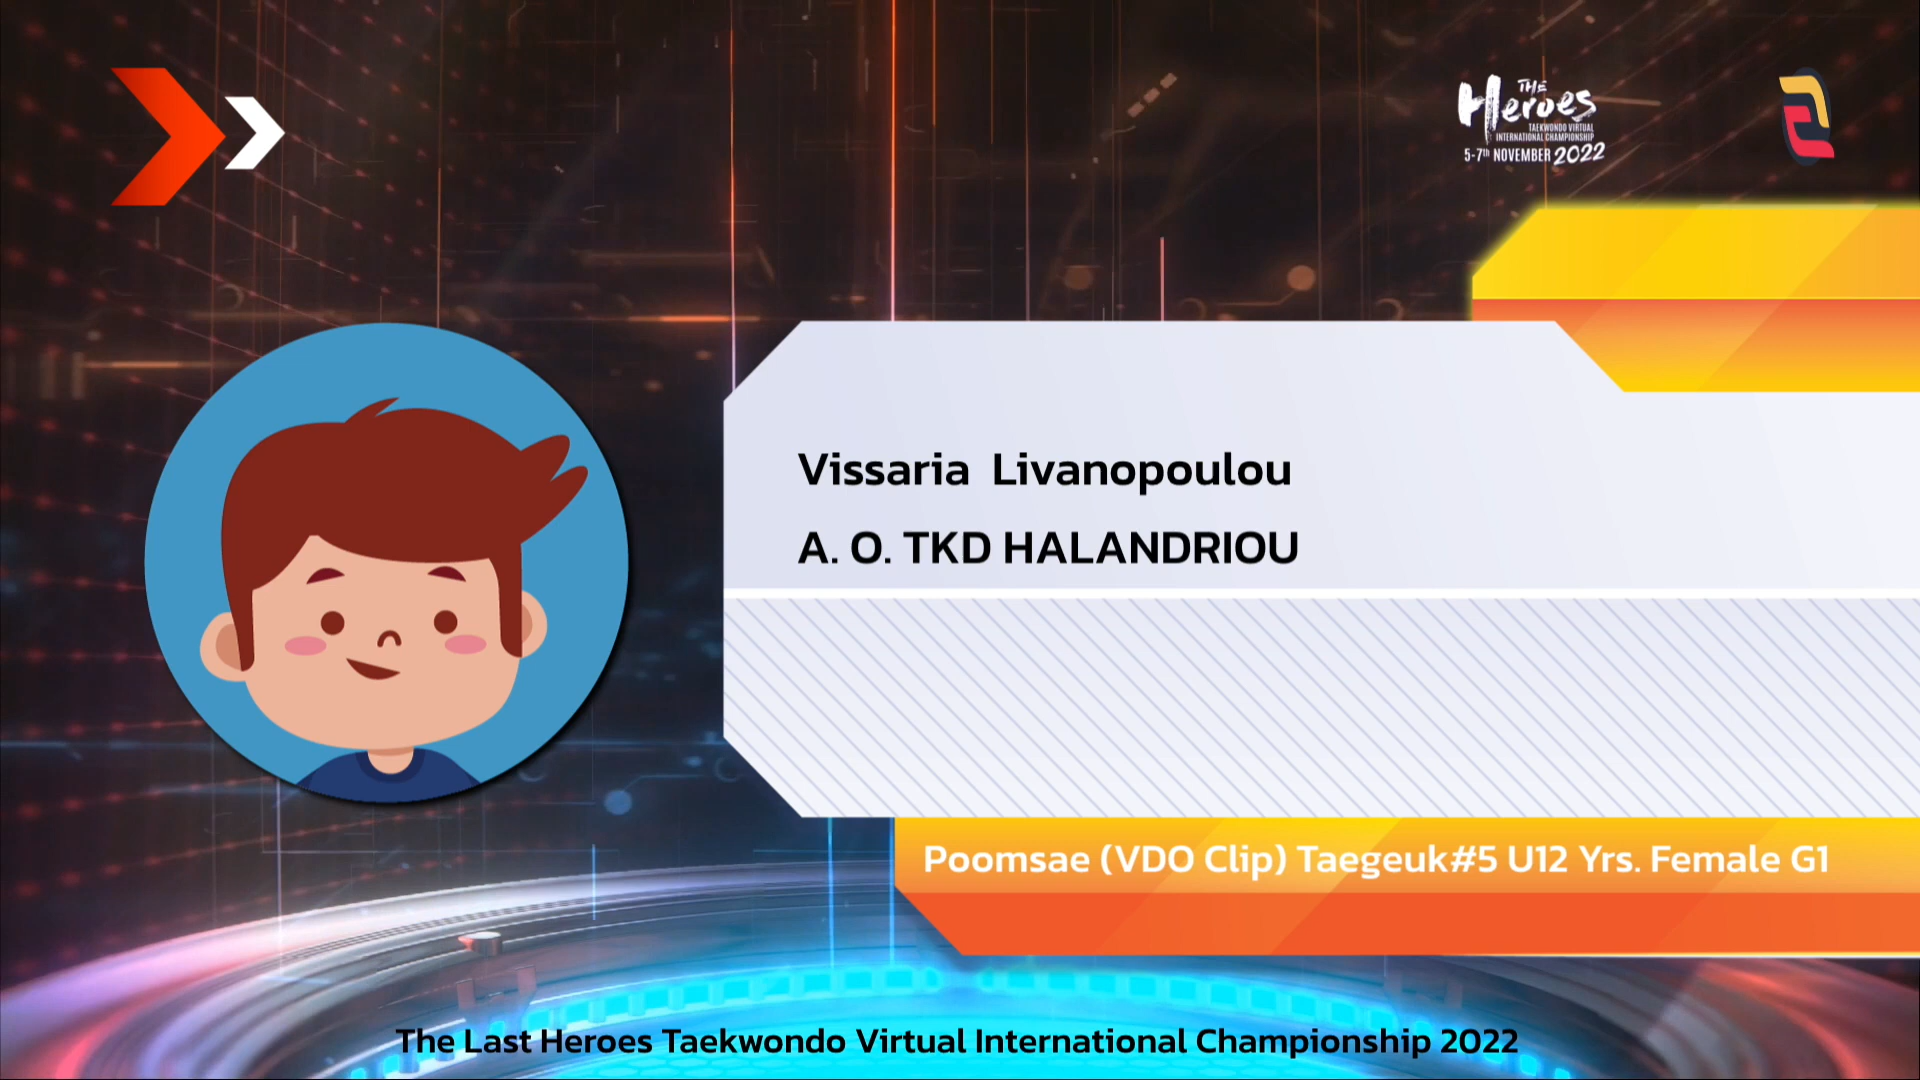 THE
Heroes
TAEKWONDO VIRTUAL
INTERNATIONAL CHAMPIONSHIP
5-7th NOVEMBER 2022
Vissaria Livanopoulou
A. O. TKD HALANDRIOU
Poomsae (VDO Clip) Taegeuk#5 U12 Yrs. Female G1
The Last Heroes Taekwondo Virtual International Championship 2022